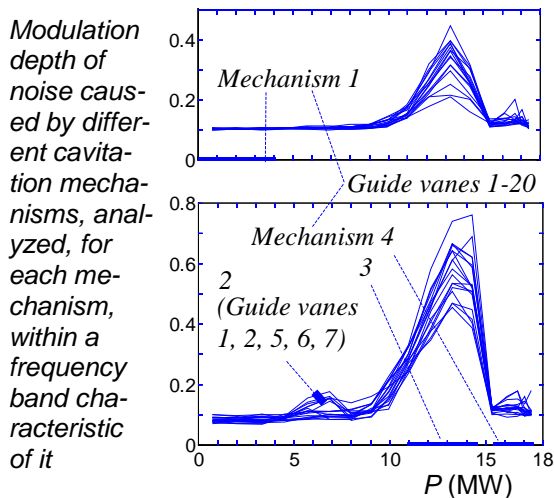 Modulation
depth of
noise caus-
ed by differ-
ent cavita-
tion mecha-
nisms, anal-
yzed, for
each me-
chanism,
within a
frequency
band cha-
racteristic
of it
0.4
0.2
0
Mechanism 1
Guide vanes 1-20
0.8
0.6
0.4
0.2
0
Mechanism 4
3
2
(Guide vanes
1, 2, 5, 6, 7)
0 5 10 15 18
P (MW)